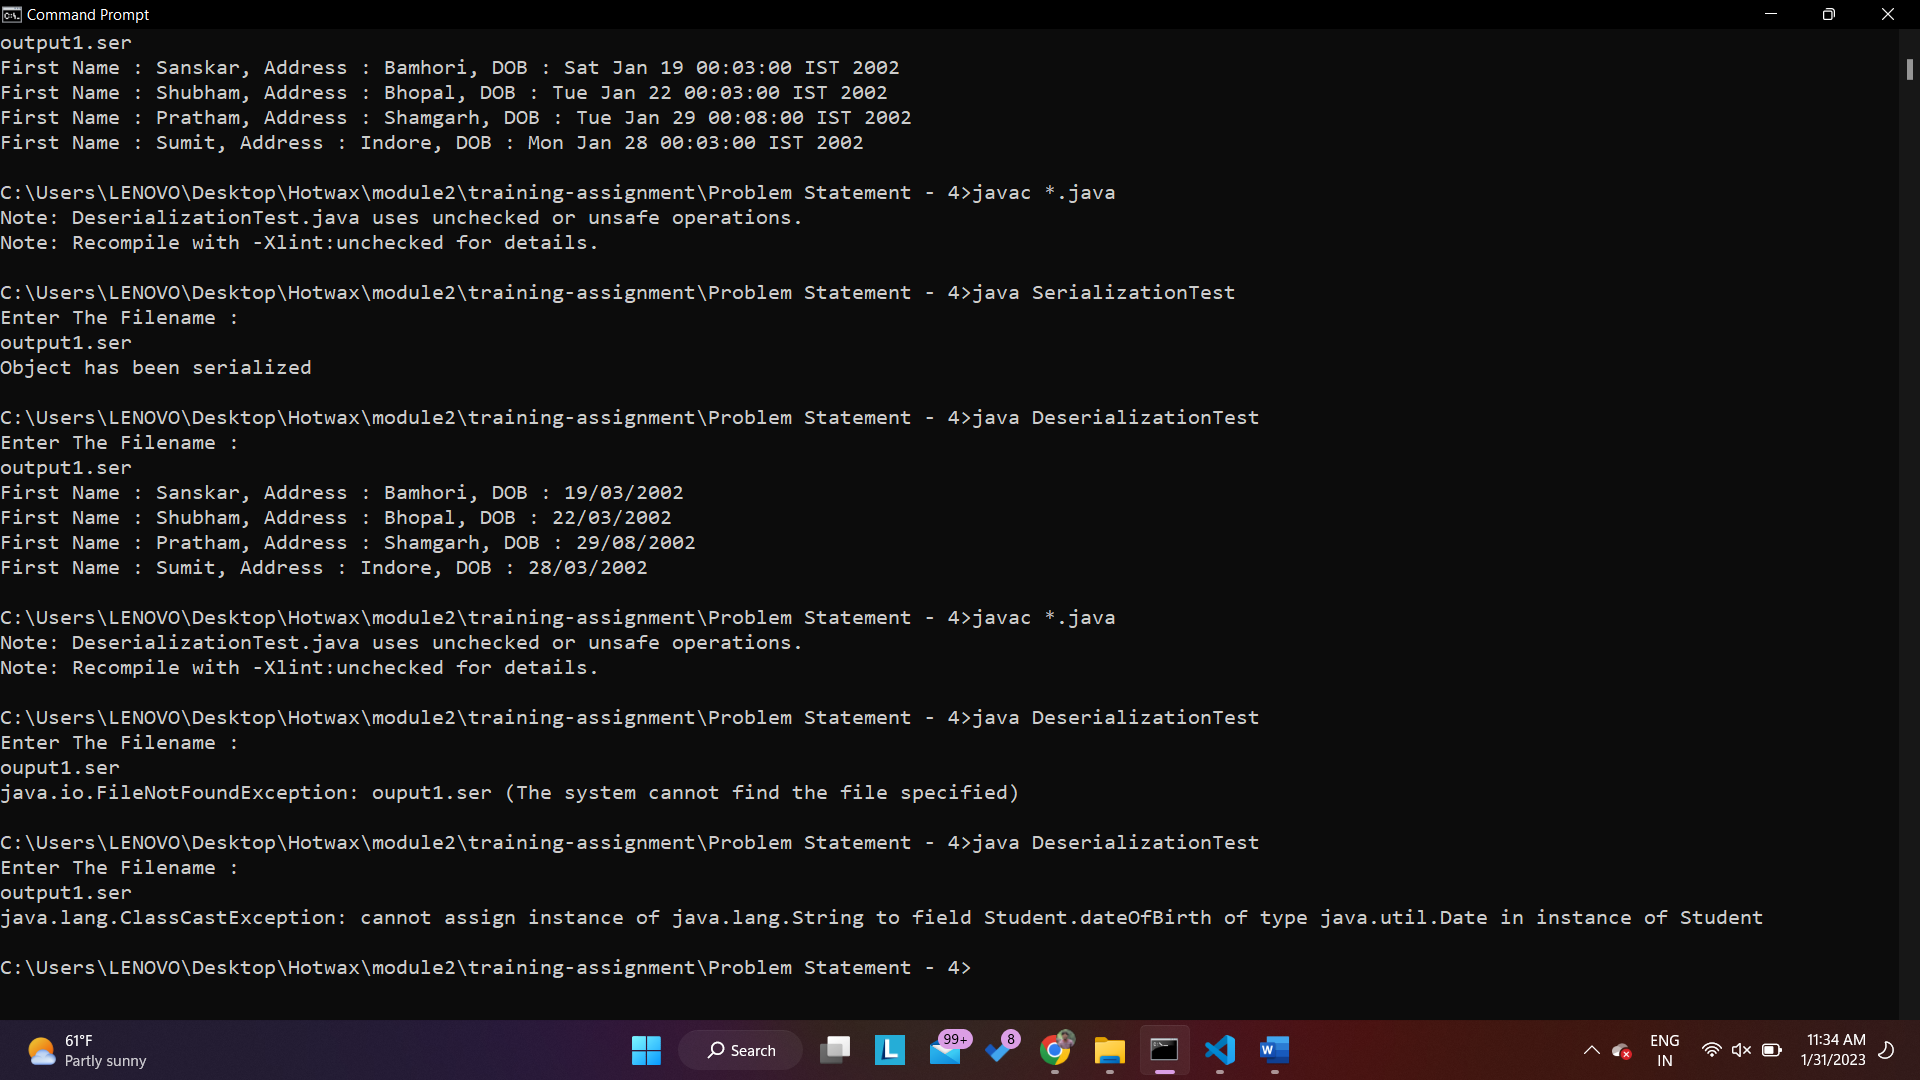 Command Prompt
output1.ser
First Name : Sanskar, Address : Bamhori, DOB : Sat Jan 19 00:03:00 IST 2002
First Name : Shubham, Address : Bhopal, DOB : Tue Jan 22 00:03:00 IST 2002
First Name : Pratham, Address : Shamgarh, DOB : Tue Jan 29 00:08:00 IST 2002
First Name : Sumit, Address : Indore, DOB : Mon Jan 28 00:03:00 IST 2002
C:\Users\LENOVO\Desktop\Hotwax\module2\training-assignment\Problem Statement - 4>javac *.java
Note: DeserializationTest.java uses unchecked or unsafe operations.
Note: Recompile with -Xlint:unchecked for details.
C:\Users\LENOVO\Desktop\Hotwax\module2\training-assignment\Problem Statement - 4>java SerializationTest
Enter The Filename :
output1.ser
Object has been serialized
C:\Users\LENOVO\Desktop\Hotwax\module2\training-assignment\Problem Statement - 4>java DeserializationTest
Enter The Filename :
output1.ser
First Name : Sanskar, Address : Bamhori, DOB : 19/03/2002
First Name : Shubham, Address : Bhopal, DOB : 22/03/2002
First Name : Pratham, Address : Shamgarh, DOB : 29/08/2002
First Name : Sumit, Address : Indore, DOB : 28/03/2002
C:\Users\LENOVO\Desktop\Hotwax\module2\training-assignment\Problem Statement - 4>javac *.java
Note: DeserializationTest.java uses unchecked or unsafe operations.
Note: Recompile with -Xlint:unchecked for details.
C:\Users\LENOVO\Desktop\Hotwax\module2\training-assignment\Problem Statement - 4>java DeserializationTest
Enter The Filename :
ouput1.ser
java.io.FileNotFoundException: ouput1.ser (The system cannot find the file specified)
C:\Users\LENOVO\Desktop\Hotwax\module2\training-assignment\Problem Statement - 4>java DeserializationTest
Enter The Filename :
output1.ser
java.lang.ClassCastException: cannot assign instance of java.lang.String to field Student.dateOfBirth of type java.util.Date in instance of Student
C:\Users\LENOVO\Desktop\Hotwax\module2\training-assignment\Problem Statement - 4>
61°F
Partly sunny
Search
99+
8
ENG
IN
11:34 AM
1/31/2023